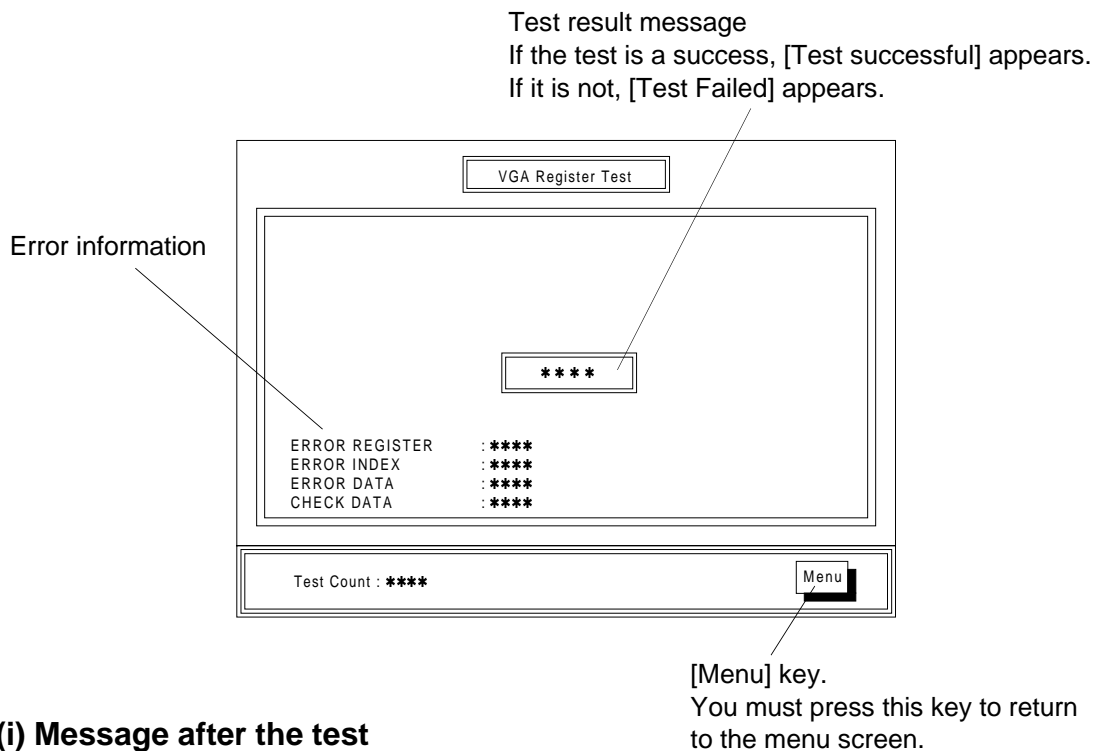 Test result message
If the test is a success, [Test successful] appears.
If it is not, [Test Failed] appears.
VGA Register Test
Error information
****
ERROR REGISTER : ****
ERROR INDEX : ****
ERROR DATA : ****
CHECK DATA : ****
Test Count : ****
Menu
[Menu] key.
You must press this key to return
to the menu screen.
(i) Message after the test